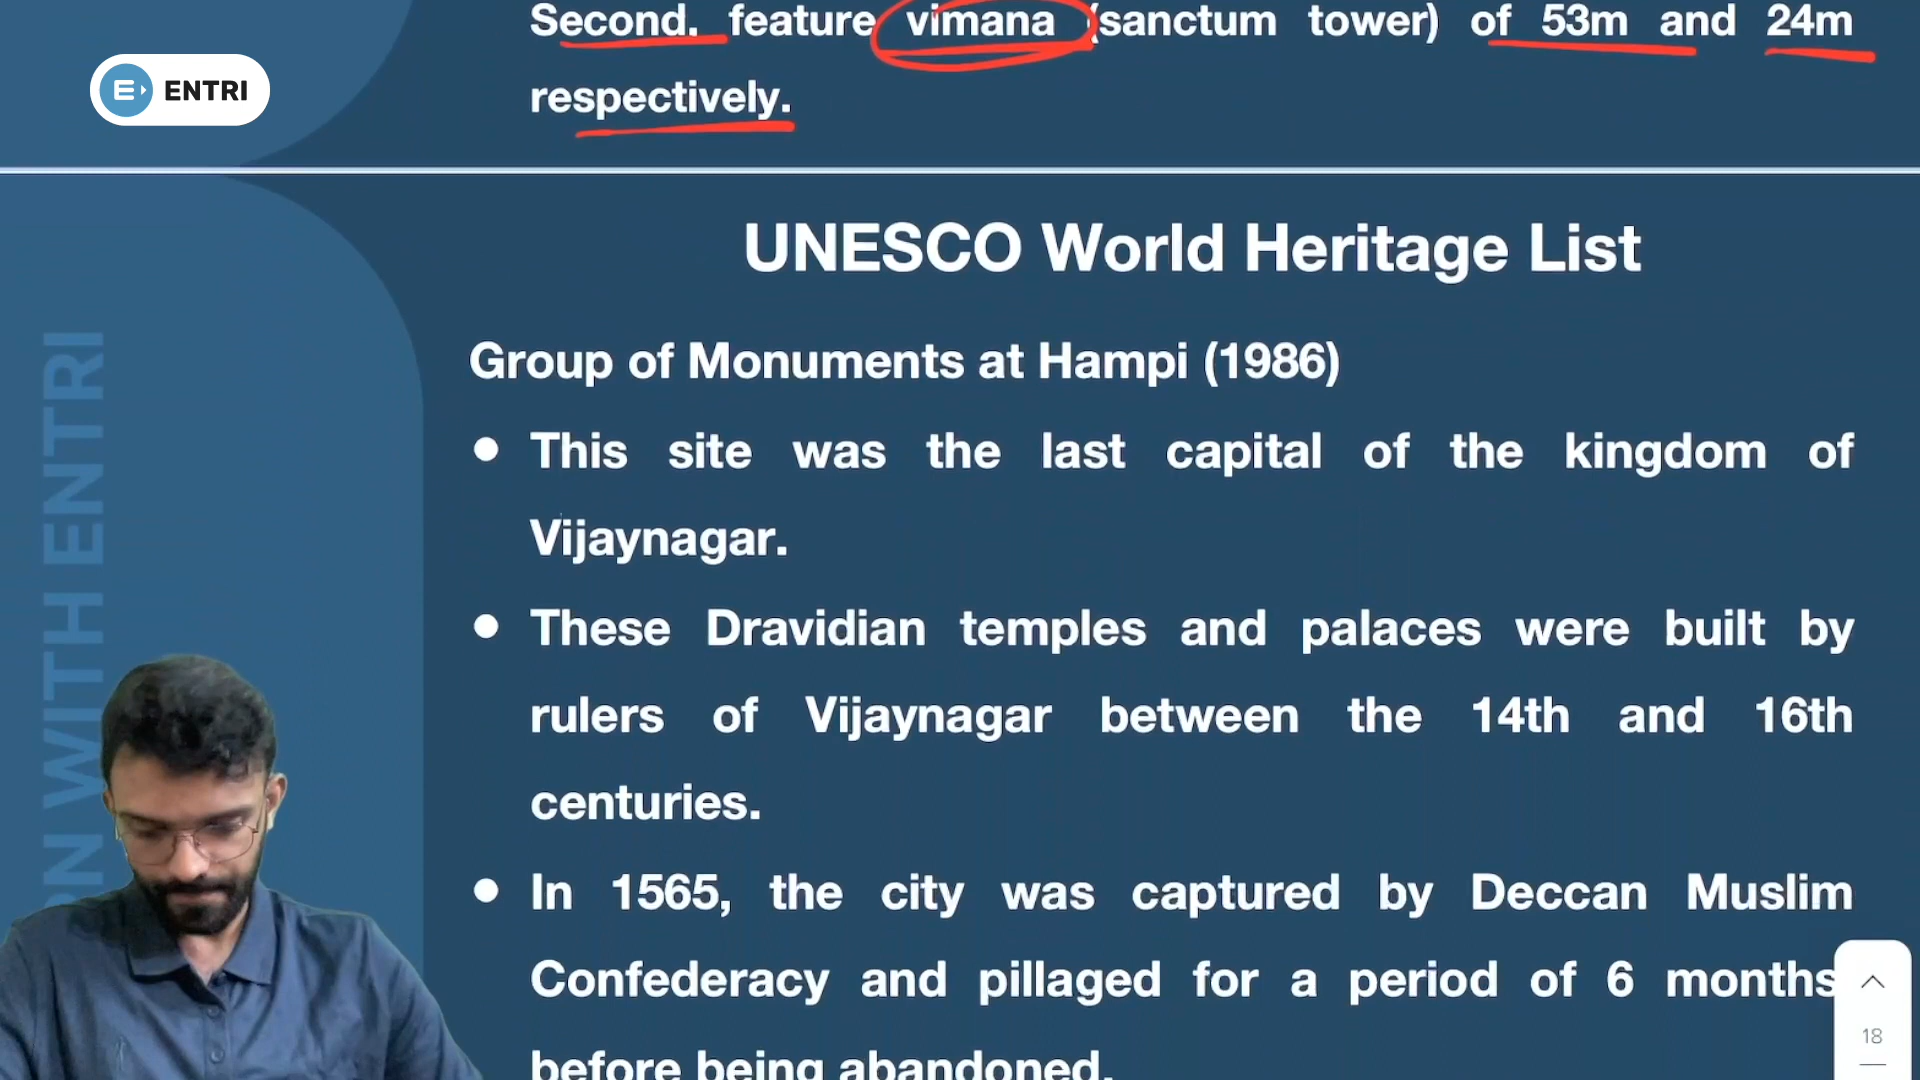 Second. feature vimana (sanctum tower) of 53m and 24m
respectively.
ENTRI
UNESCO World Heritage List
Group of Monuments at Hampi (1986)
● This site was the last capital of the kingdom of
Vijaynagar.
● These Dravidian temples and palaces were built by
rulers of Vijaynagar between the 14th and 16th
centuries.
● In 1565, the city was captured by Deccan Muslim
Confederacy and pillaged for a period of 6 months
before being abandoned.
WITH ENTRI
18